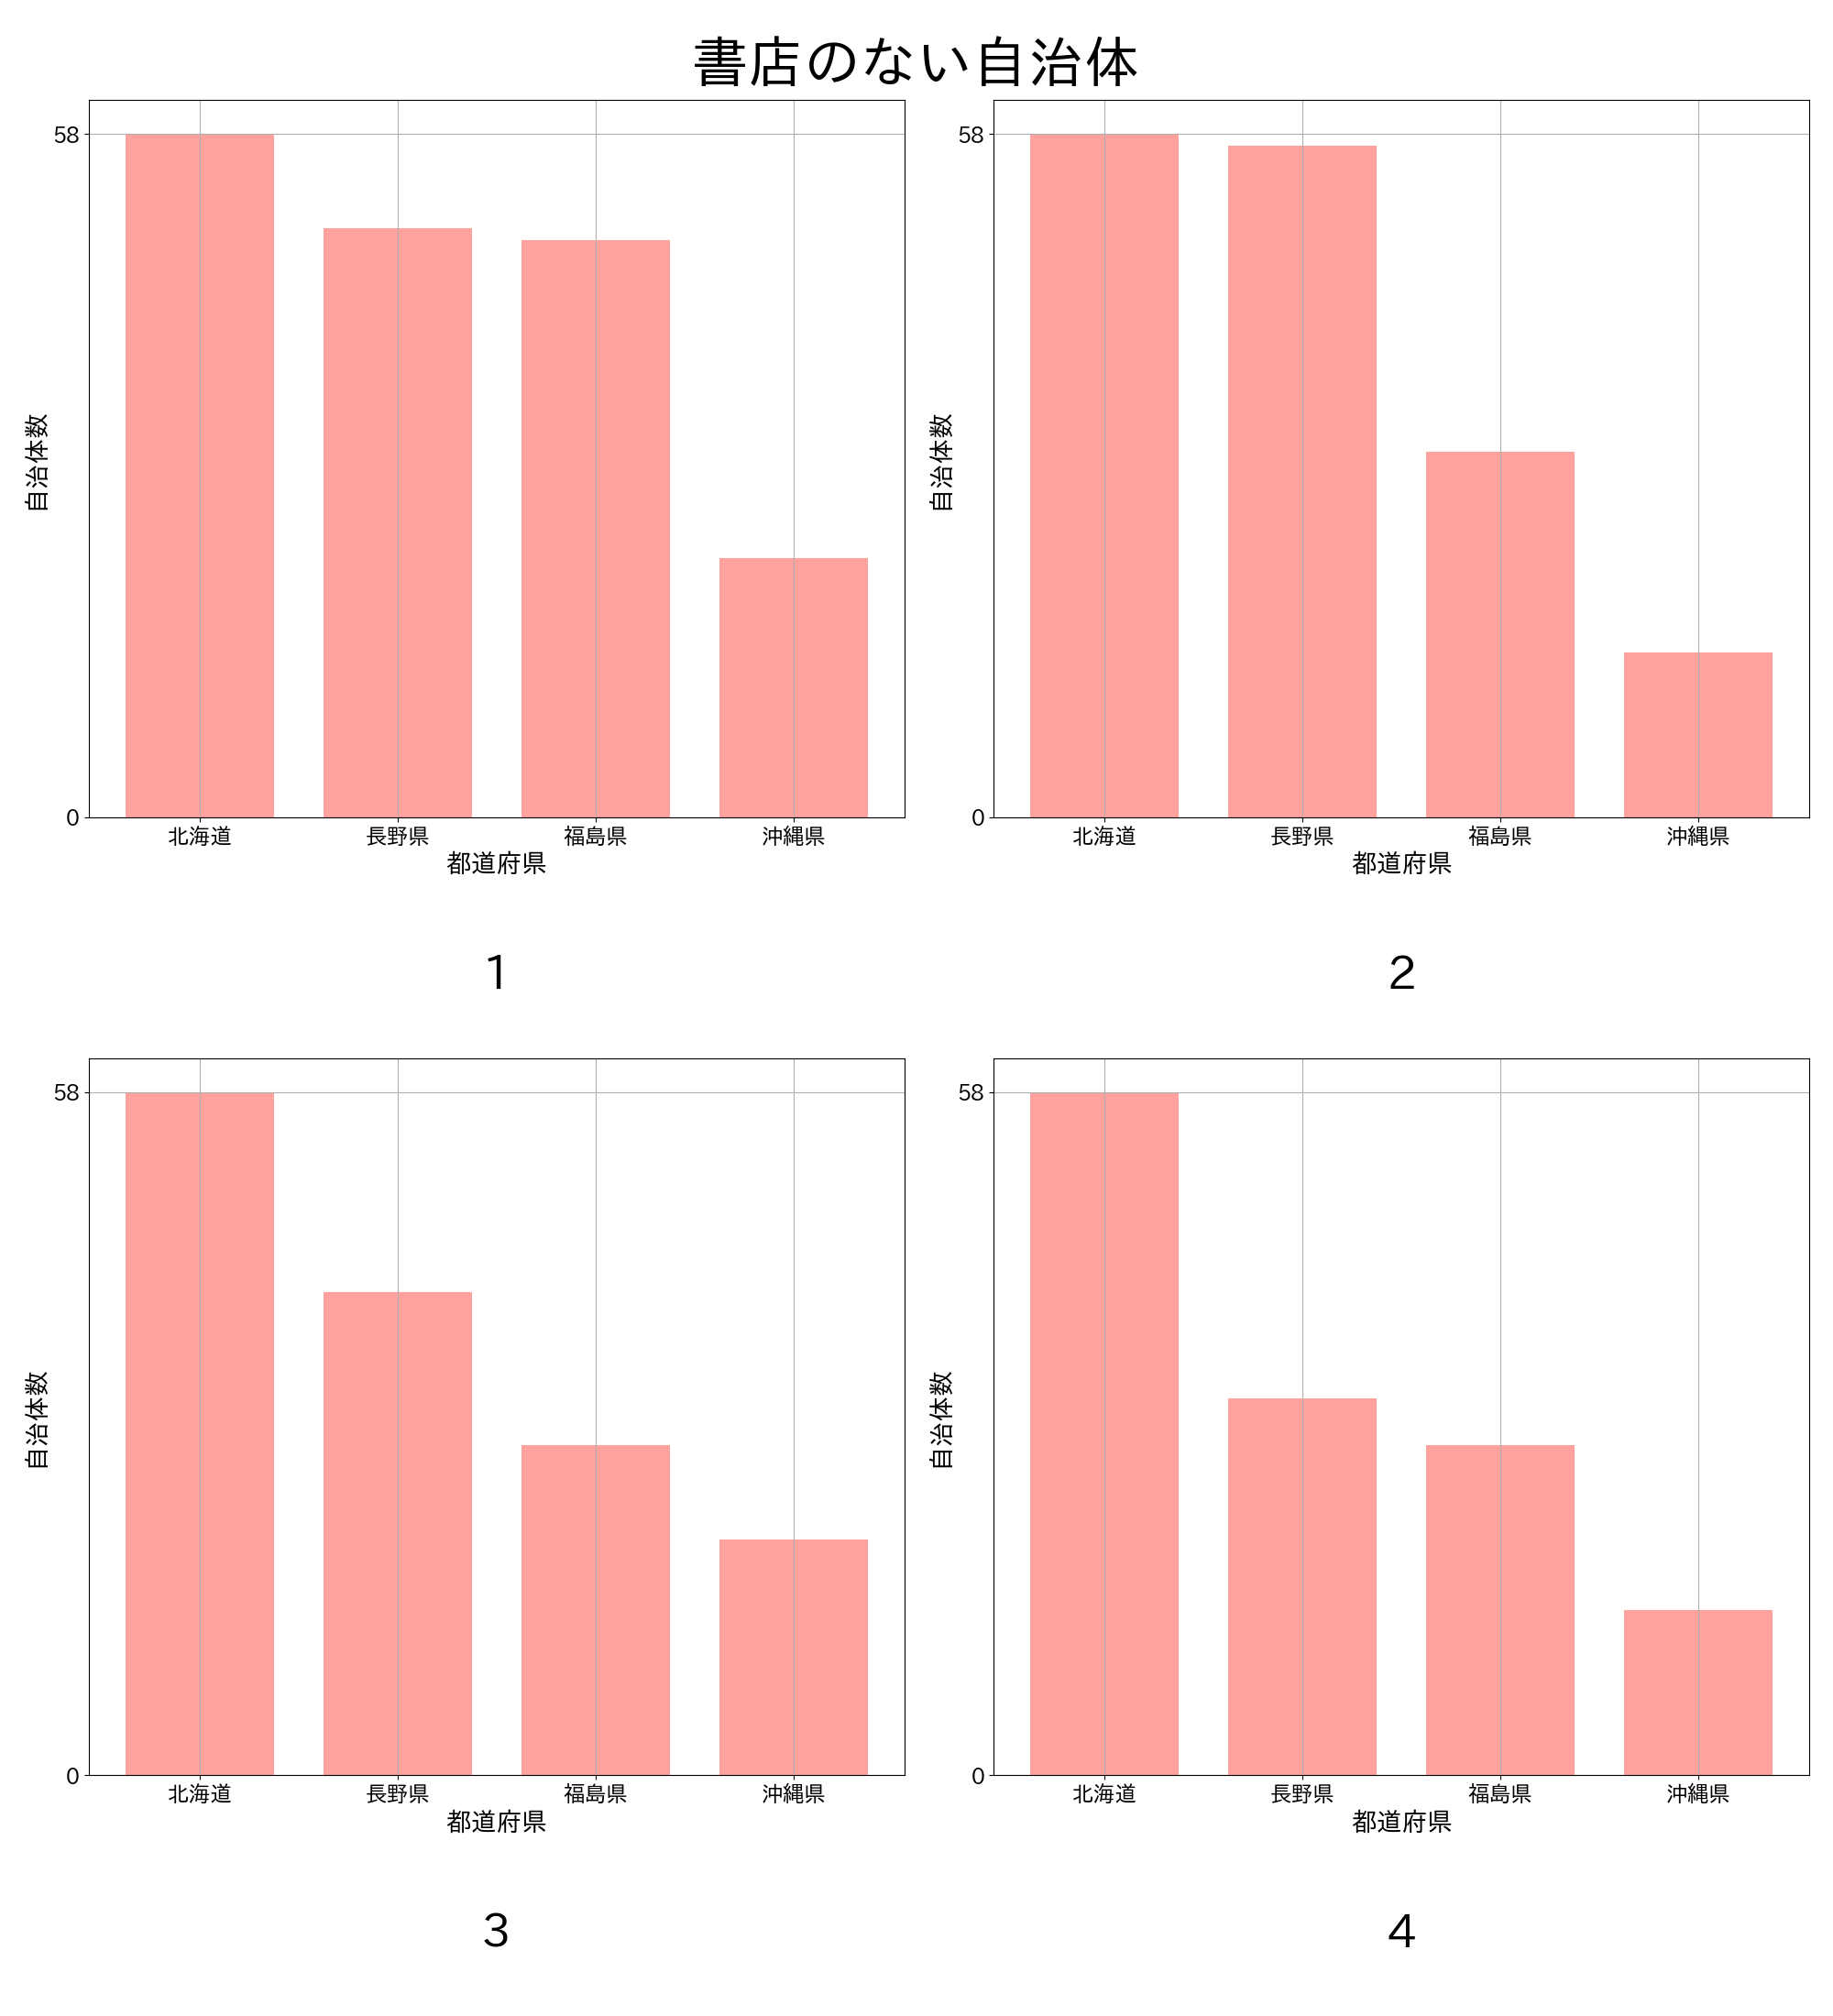 書店のない自治体
58
0
自治体数
北海道 長野県 福島県 沖縄県
都道府県
1
58
0
自治体数
北海道 長野県 福島県 沖縄県
都道府県
2
58
0
自治体数
北海道 長野県 福島県 沖縄県
都道府県
3
58
0
自治体数
北海道 長野県 福島県 沖縄県
都道府県
4